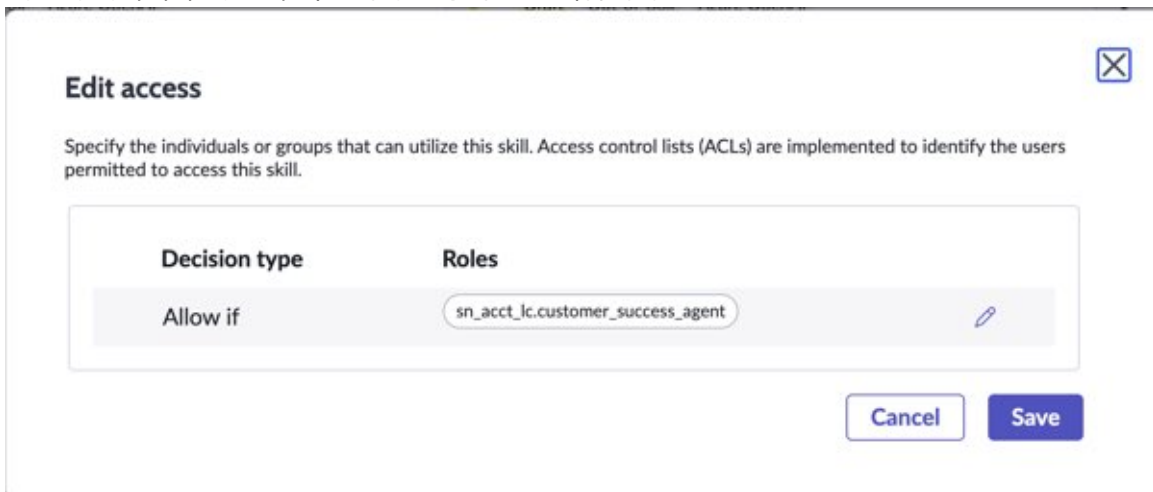 Edit access
Specify the individuals or groups that can utilize this skill. Access control lists (ACLs) are implemented to identify the users
permitted to access this skill.
Decision type Roles
Allow if sn_acct_lc.customer_success_agent
Cancel Save